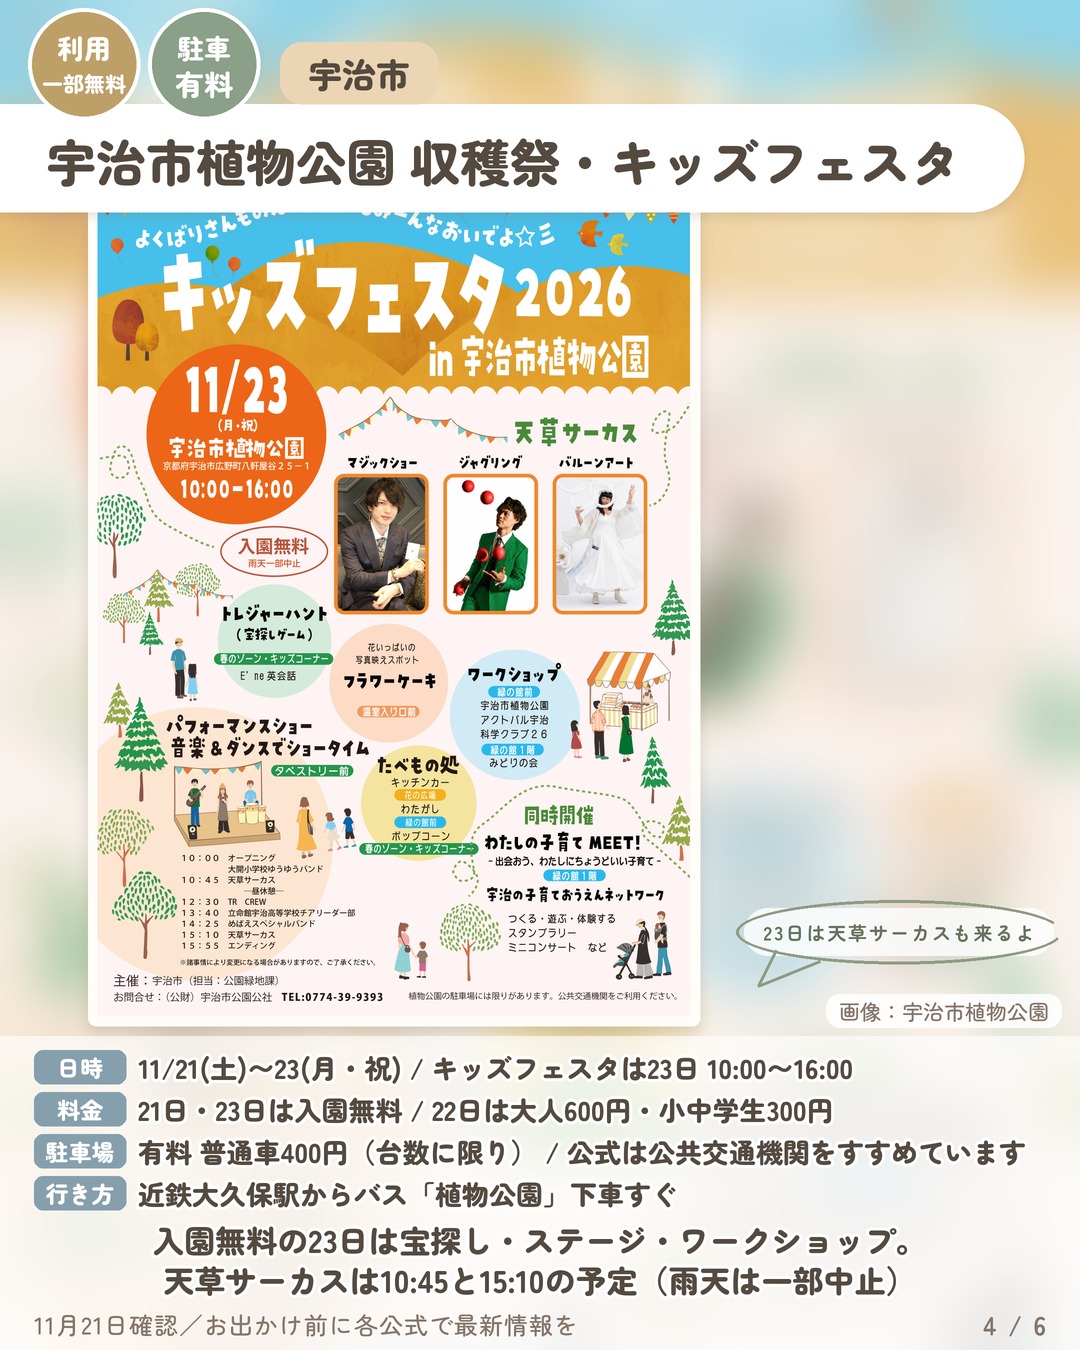 利用
一部無料
駐車
有料
宇治市
宇治市植物公園 収穫祭・キッズフェスタ
よくばりさんも
んなおいでよ☆
キッズフェスタ2026
in 宇治市植物公園
11/23
(月・祝)
宇治市植物公園
京都府宇治市広野町八軒屋谷25-1
10:00-16:00
入園無料
雨天一部中止
天草サーカス
マジックショー
ジャグリング
バルーンアート
トレジャーハント
(宝探しゲーム)
春のゾーン・キッズコーナー
E'ne英会話
花いっぱいの
写真映えスポット
フラワーケーキ
温室入り口前
ワークショップ
緑の館前
宇治市植物公園
アクトパル宇治
科学クラブ26
緑の館1階
みどりの会
パフォーマンスショー
音楽&ダンスでショータイム
タペストリー前
たべもの処
キッチンカー
花の広場
わたがし
緑の館前
ポップコーン
春のゾーン・キッズコーナー
10:00 オープニング
大開小学校ゆうゆうバンド
10:45 天草サーカス
―昼休憩―
12:30 TR CREW
13:40 立命館宇治高等学校チアリーダー部
14:25 めばえスペシャルバンド
15:10 天草サーカス
15:55 エンディング
※諸事情により変更になる場合がありますので、ご了承ください。
同時開催
わたしの子育てMEET!
-出会おう、わたしにちょうどいい子育て-
緑の館1階
宇治の子育ておうえんネットワーク
つくる・遊ぶ・体験する
スタンプラリー
ミニコンサート など
主催：宇治市（担当：公園緑地課）
お問合せ：（公財）宇治市公園公社 TEL:0774-39-9393
植物公園の駐車場には限りがあります。公共交通機関をご利用ください。
23日は天草サーカスも来るよ
画像：宇治市植物公園
日時 11/21(土)〜23(月・祝) / キッズフェスタは23日 10:00〜16:00
料金 21日・23日は入園無料 / 22日は大人600円・小中学生300円
駐車場 有料 普通車400円（台数に限り） / 公式は公共交通機関をすすめています
行き方 近鉄大久保駅からバス「植物公園」下車すぐ
入園無料の23日は宝探し・ステージ・ワークショップ。
天草サーカスは10:45と15:10の予定（雨天は一部中止）
11月21日確認／お出かけ前に各公式で最新情報を
4 / 6